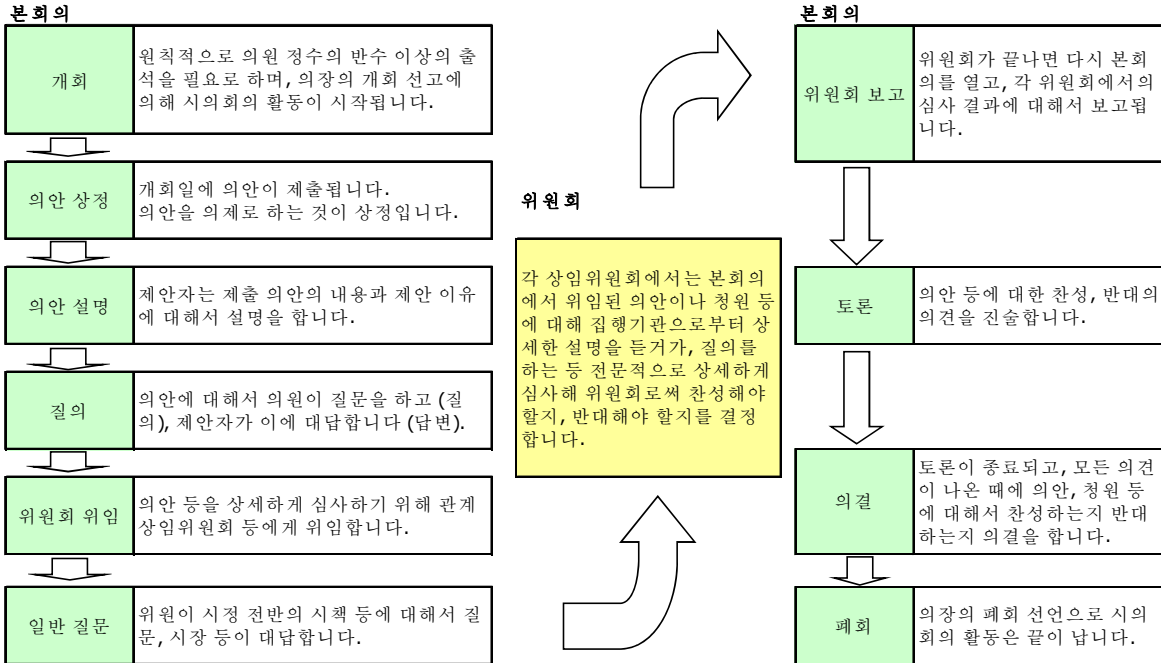 본회의
개회
원칙적으로 의원 정수의 반수 이상의 출
석을 필요로 하며, 의장의 개회 선고에
의해 시의회의 활동이 시작됩니다.
의안 상정
개회일에 의안이 제출됩니다.
의안을 의제로 하는 것이 상정입니다.
의안 설명
제안자는 제출 의안의 내용과 제안 이유
에 대해서 설명을 합니다.
질의
의안에 대해서 의원이 질문을 하고 (질
의), 제안자가 이에 대답합니다 (답변).
위원회 위임
의안 등을 상세하게 심사하기 위해 관계
상임위원회 등에게 위임합니다.
일반 질문
위원이 시정 전반의 시책 등에 대해서 질
문, 시장 등이 대답합니다.
위원회
각 상임위원회에서는 본회의
에서 위임된 의안이나 청원 등
에 대해 집행기관으로부터 상
세한 설명을 듣거가, 질의를
하는 등 전문적으로 상세하게
심사해 위원회로써 찬성해야
할지, 반대해야 할지를 결정
합니다.
본회의
위원회 보고
위원회가 끝나면 다시 본회
의를 열고, 각 위원회에서의
심사 결과에 대해서 보고됩
니다.
토론
의안 등에 대한 찬성, 반대의
의견을 진술합니다.
의결
토론이 종료되고, 모든 의견
이 나온 때에 의안, 청원 등
에 대해서 찬성하는지 반대
하는지 의결을 합니다.
폐회
의장의 폐회 선언으로 시의
회의 활동은 끝이 납니다.